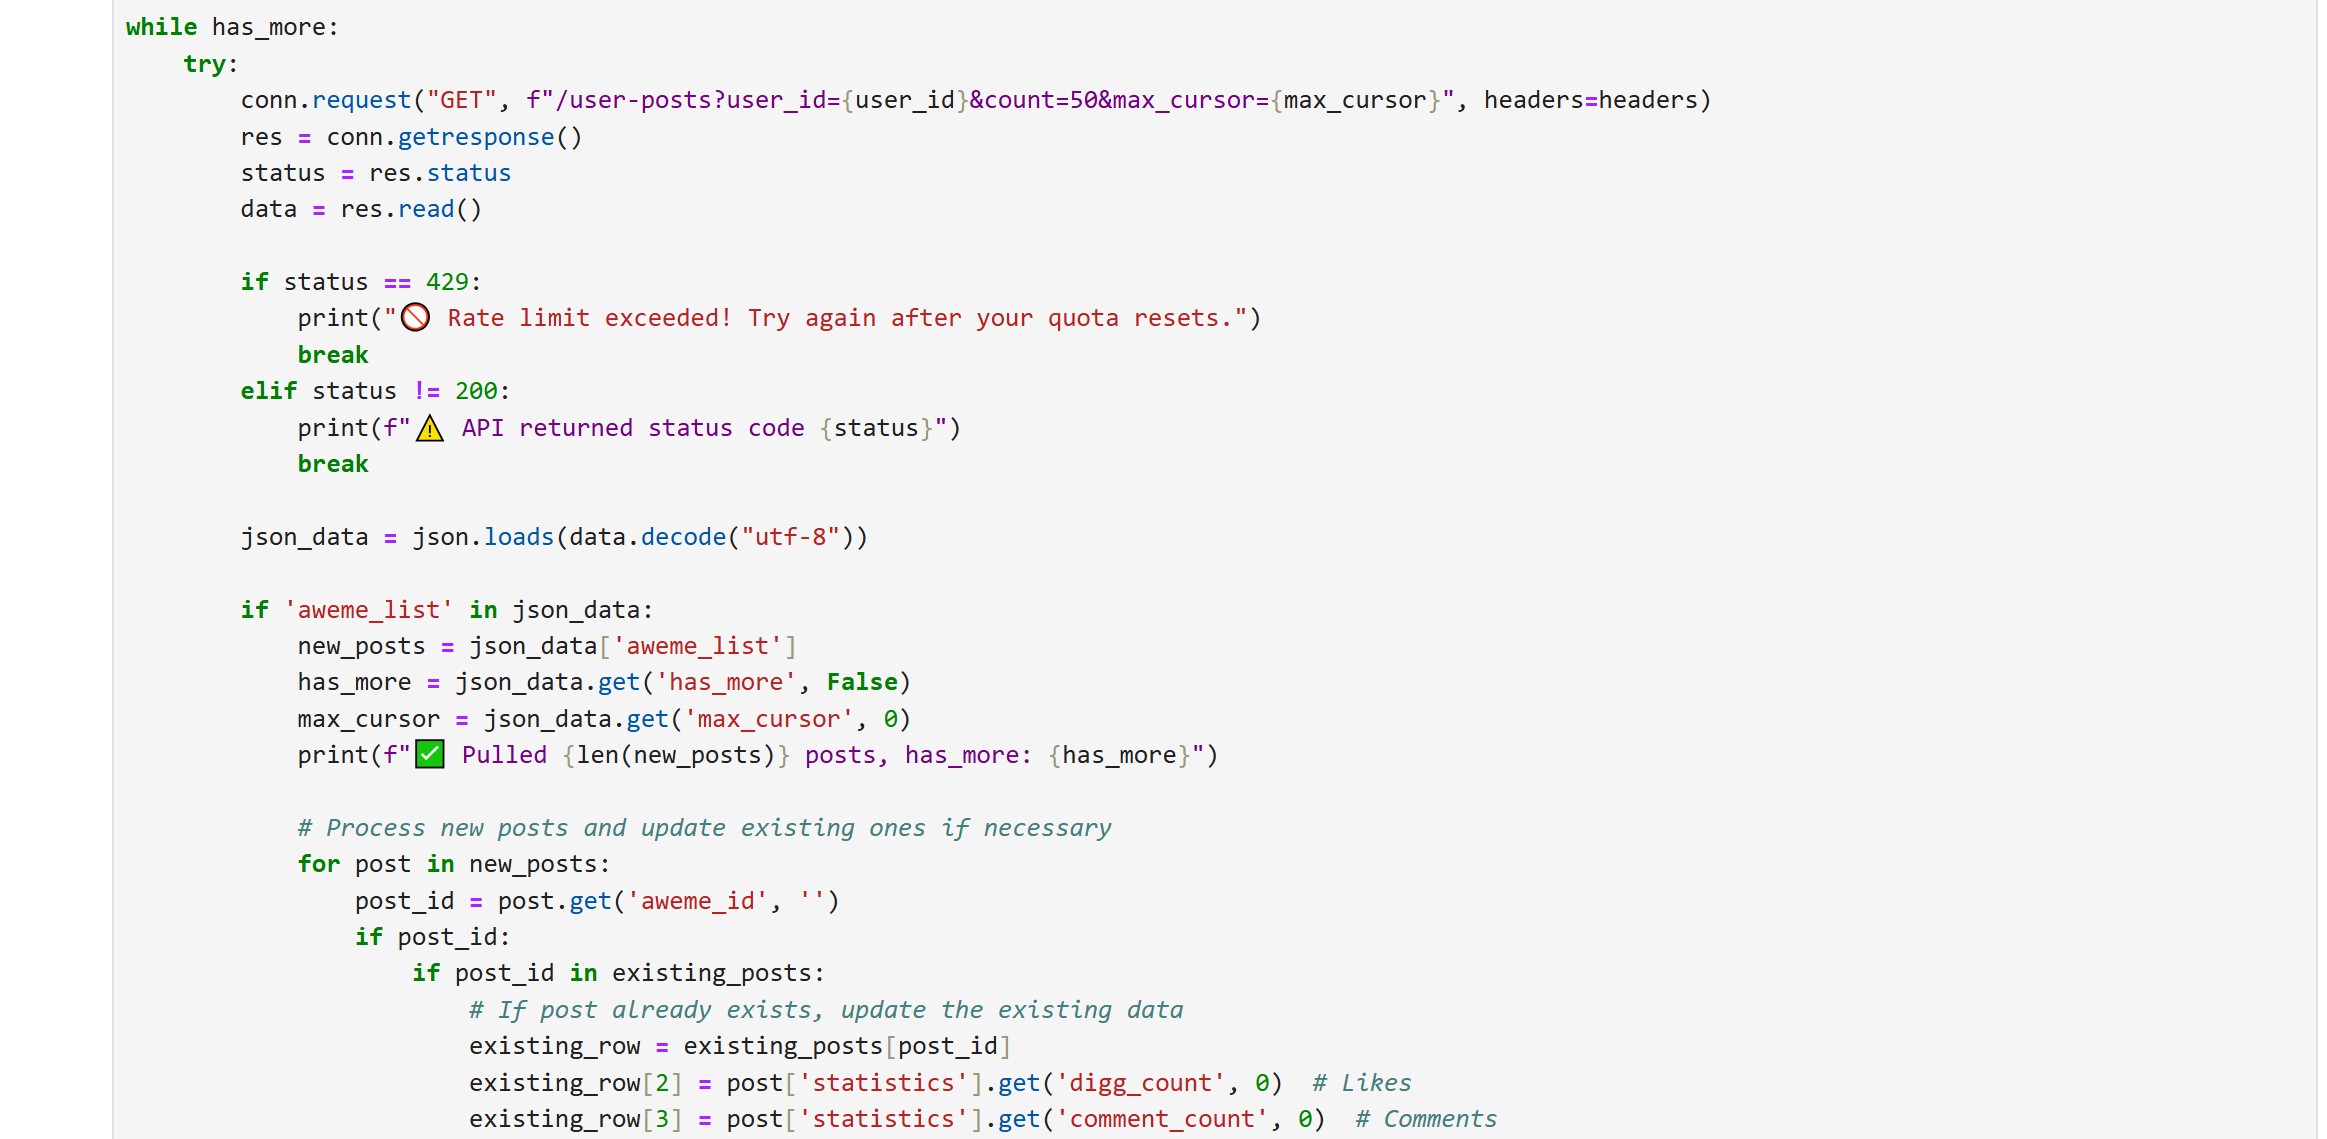 while has_more:
    try:
        conn.request("GET", f"/user-posts?user_id={user_id}&count=50&max_cursor={max_cursor}", headers=headers)
        res = conn.getresponse()
        status = res.status
        data = res.read()

        if status == 429:
            print("🚫 Rate limit exceeded! Try again after your quota resets.")
            break
        elif status != 200:
            print(f"⚠️ API returned status code {status}")
            break

        json_data = json.loads(data.decode("utf-8"))

        if 'aweme_list' in json_data:
            new_posts = json_data['aweme_list']
            has_more = json_data.get('has_more', False)
            max_cursor = json_data.get('max_cursor', 0)
            print(f"✅ Pulled {len(new_posts)} posts, has_more: {has_more}")

            # Process new posts and update existing ones if necessary
            for post in new_posts:
                post_id = post.get('aweme_id', '')
                if post_id:
                    if post_id in existing_posts:
                        # If post already exists, update the existing data
                        existing_row = existing_posts[post_id]
                        existing_row[2] = post['statistics'].get('digg_count', 0)  # Likes
                        existing_row[3] = post['statistics'].get('comment_count', 0)  # Comments